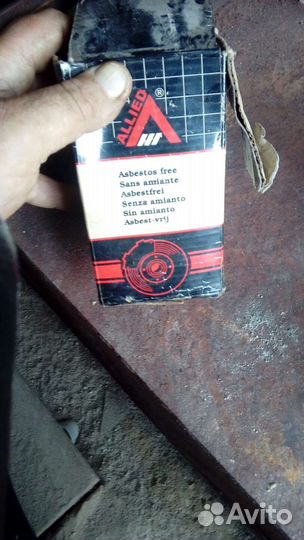 ALLIED
®
Asbestos free
Sans amiante
Asbestfrei
Senza amianto
Sin amianto
Asbest-vrij
Avito